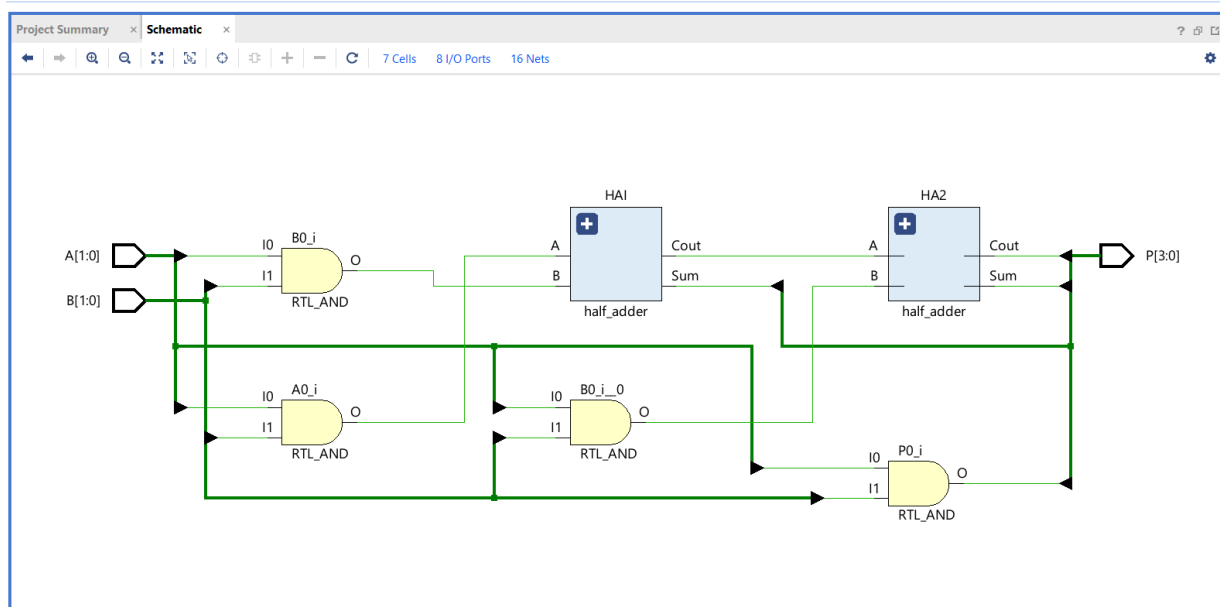 Project Summary × Schematic ×
? 
7 Cells 8 I/O Ports 16 Nets
HA1 HA2
A[1:0] I0 B0_i A Cout A Cout P[3:0]
I1 O B Sum B Sum
B[1:0]
RTL_AND half_adder half_adder
I0 A0_i I0 B0_i__0
I1 O I1 O
RTL_AND RTL_AND
I0 P0_i
I1 O
RTL_AND